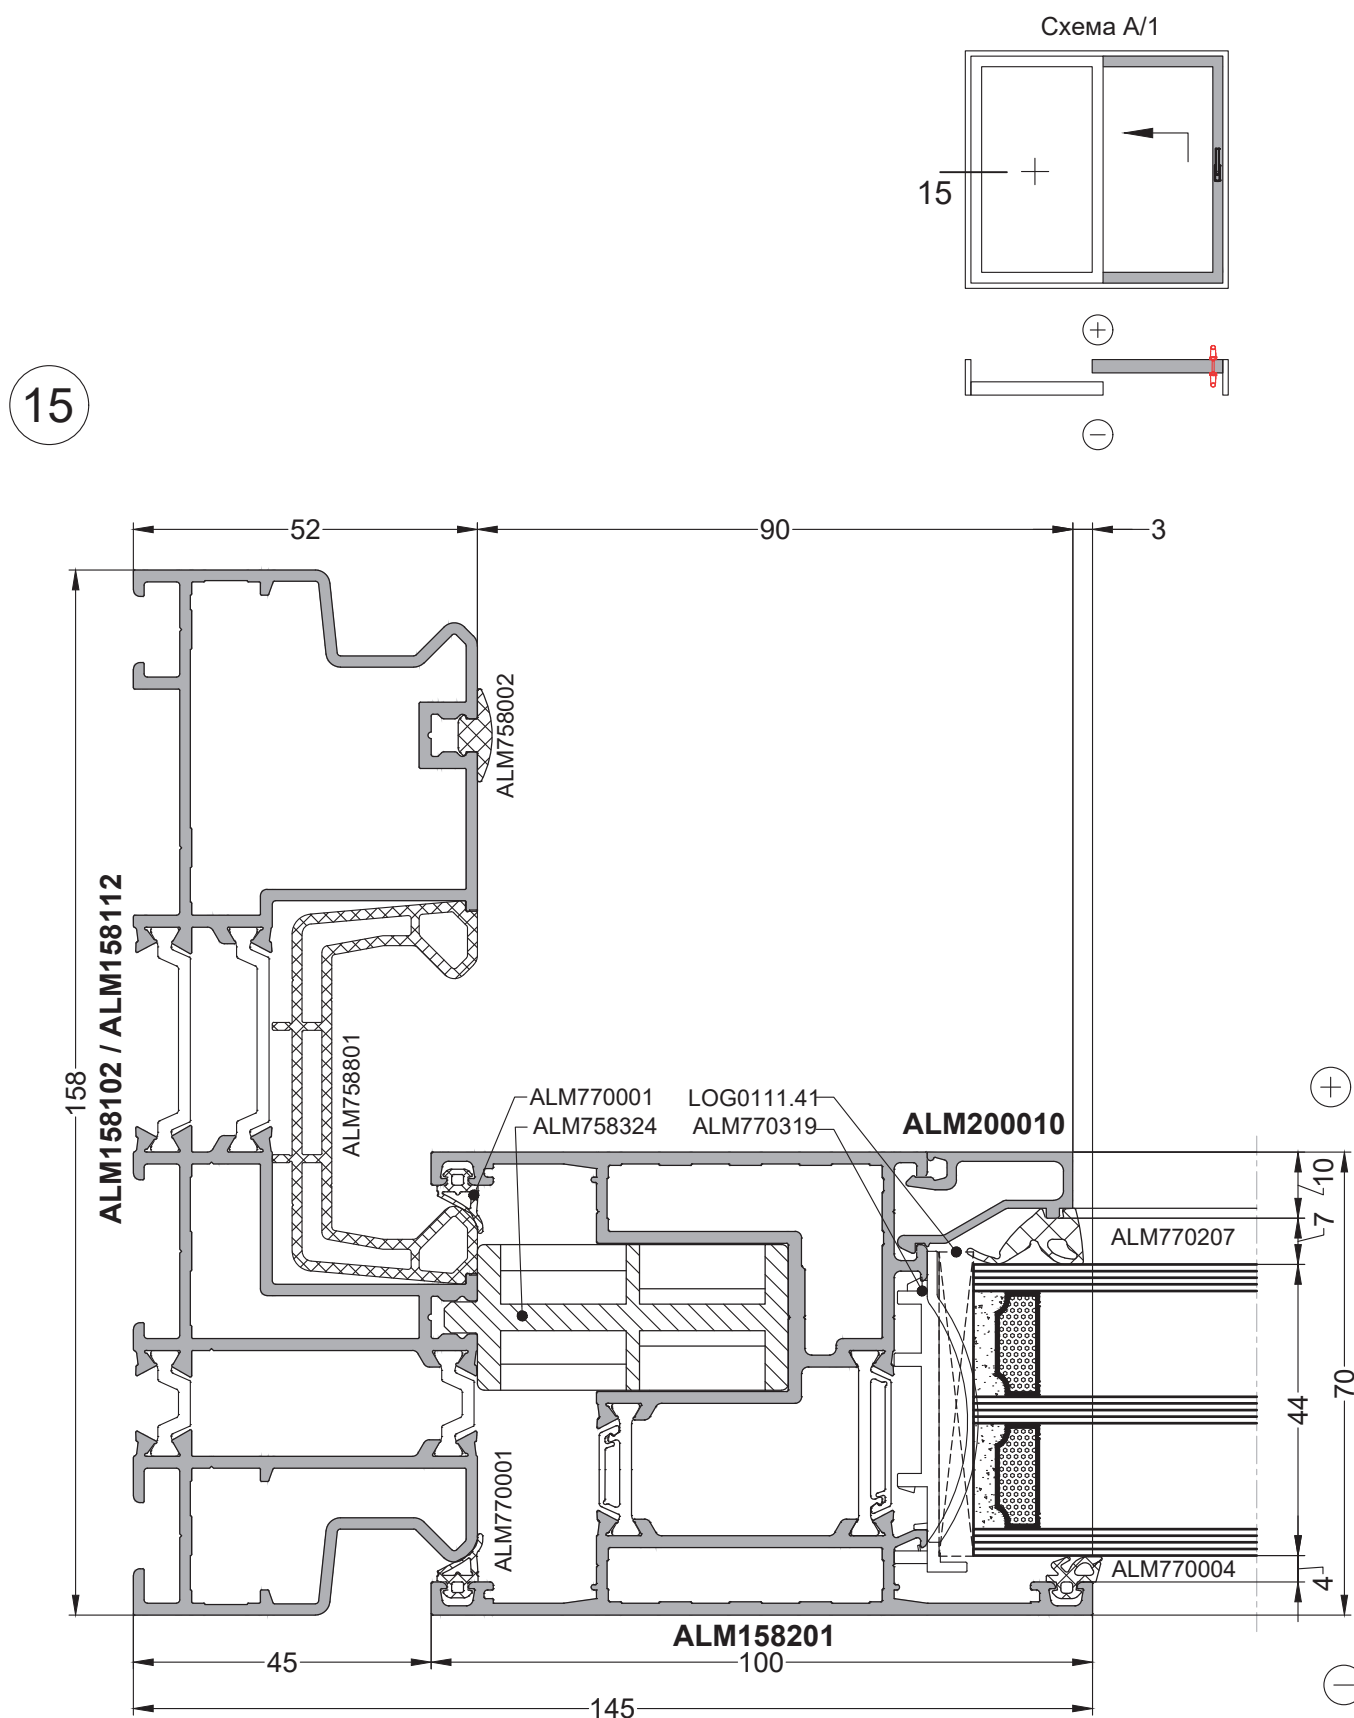 Схема А/1
15
+
−
15
52
90
3
158
ALM158102 / ALM158112
ALM758002
ALM758801
ALM770001
LOG0111.41
ALM758324
ALM770319
ALM200010
+
10
7
ALM770207
44
70
ALM770001
ALM770004
4
ALM158201
45
100
145
−